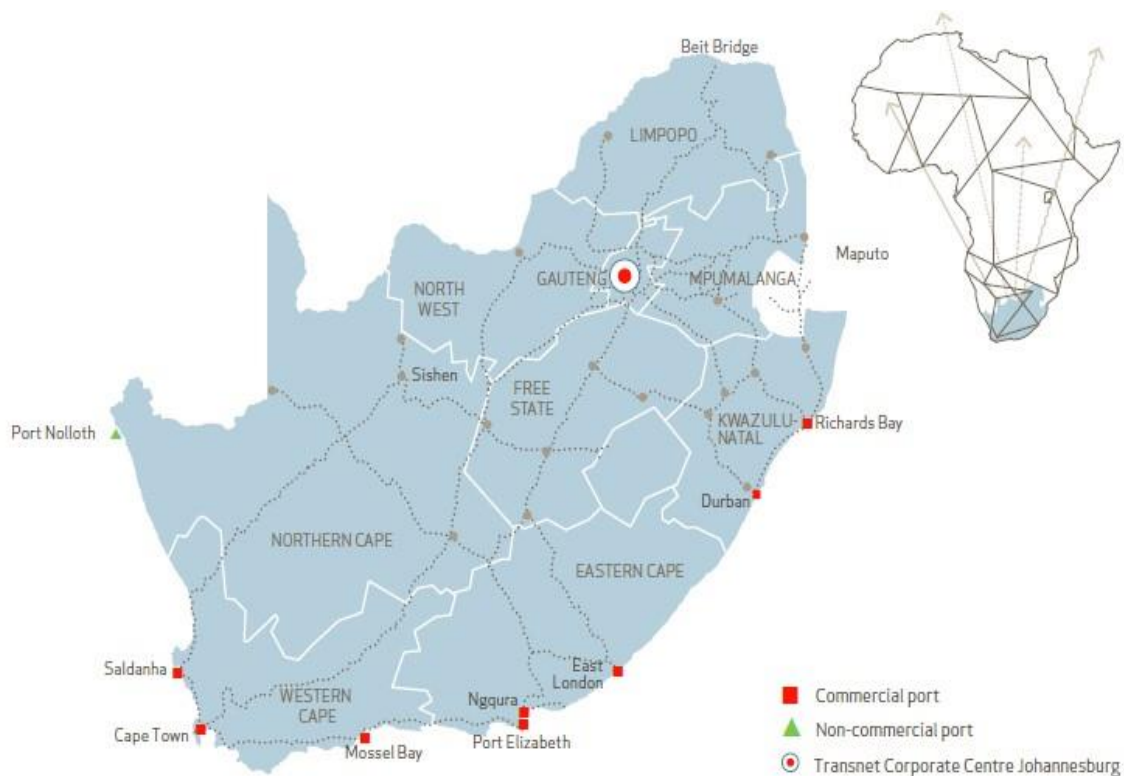 Beit Bridge
LIMPOPO
Maputo
GAUTENG
MPUMALANGA
NORTH
WEST
Sishen
FREE
STATE
KWAZULU-
NATAL
Richards Bay
Port Nolloth
Durban
NORTHERN CAPE
EASTERN CAPE
Saldanha
East
London
WESTERN
CAPE
Ngqura
Cape Town
Port Elizabeth
Mossel Bay
Commercial port
Non-commercial port
Transnet Corporate Centre Johannesburg